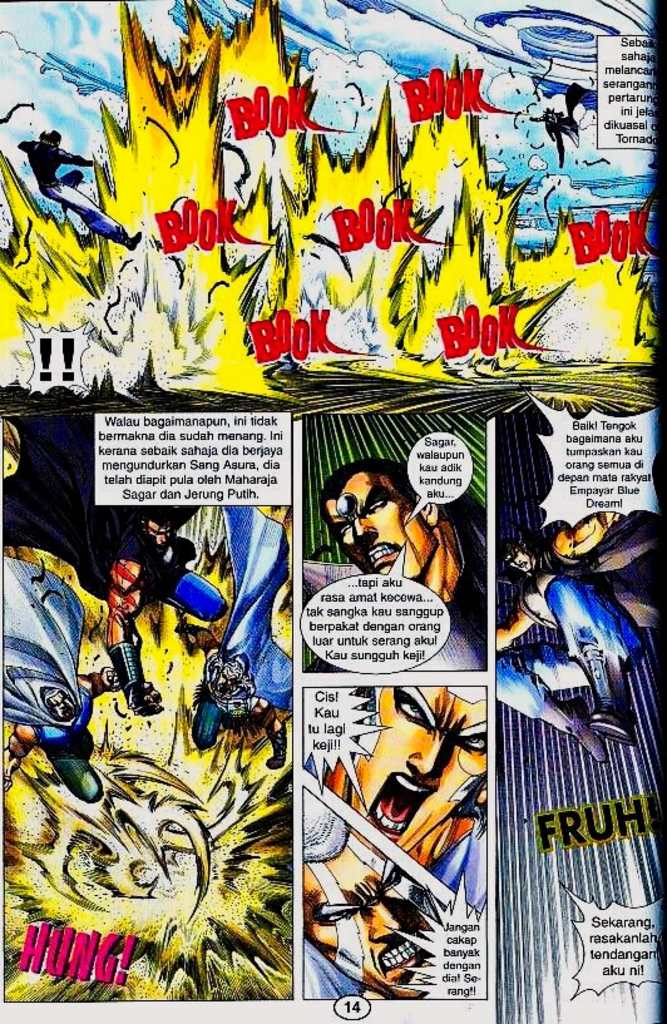 Sebaik
sahaja
melancar
serangan
pertarung
ini jela
dikuasai
Tornado
BOOK
BOOK
BOOK
BOOK
BOOK
BOOK
BOOK
!!
Walau bagaimanapun, ini tidak
bermakna dia sudah menang. Ini
kerana sebaik sahaja dia berjaya
mengundurkan Sang Asura, dia
telah diapit pula oleh Maharaja
Sagar dan Jerung Putih.
HUNG!
Sagar,
walaupun
kau adik
kandung
aku...
...tapi aku
rasa amat kecewa...
tak sangka kau sanggup
berpakat dengan orang
luar untuk serang aku!
Kau sungguh keji!
Cis!
Kau
tu lagi
keji!!
Jangan
cakap
banyak
dengan
dia! Se-
rang!!
Baik! Tengok
bagaimana aku
tumpaskan kau
orang semua di
depan mata rakyat
Empayar Blue
Dream!
FRUH!
Sekarang,
rasakanlah
tendangan
aku ni!
14